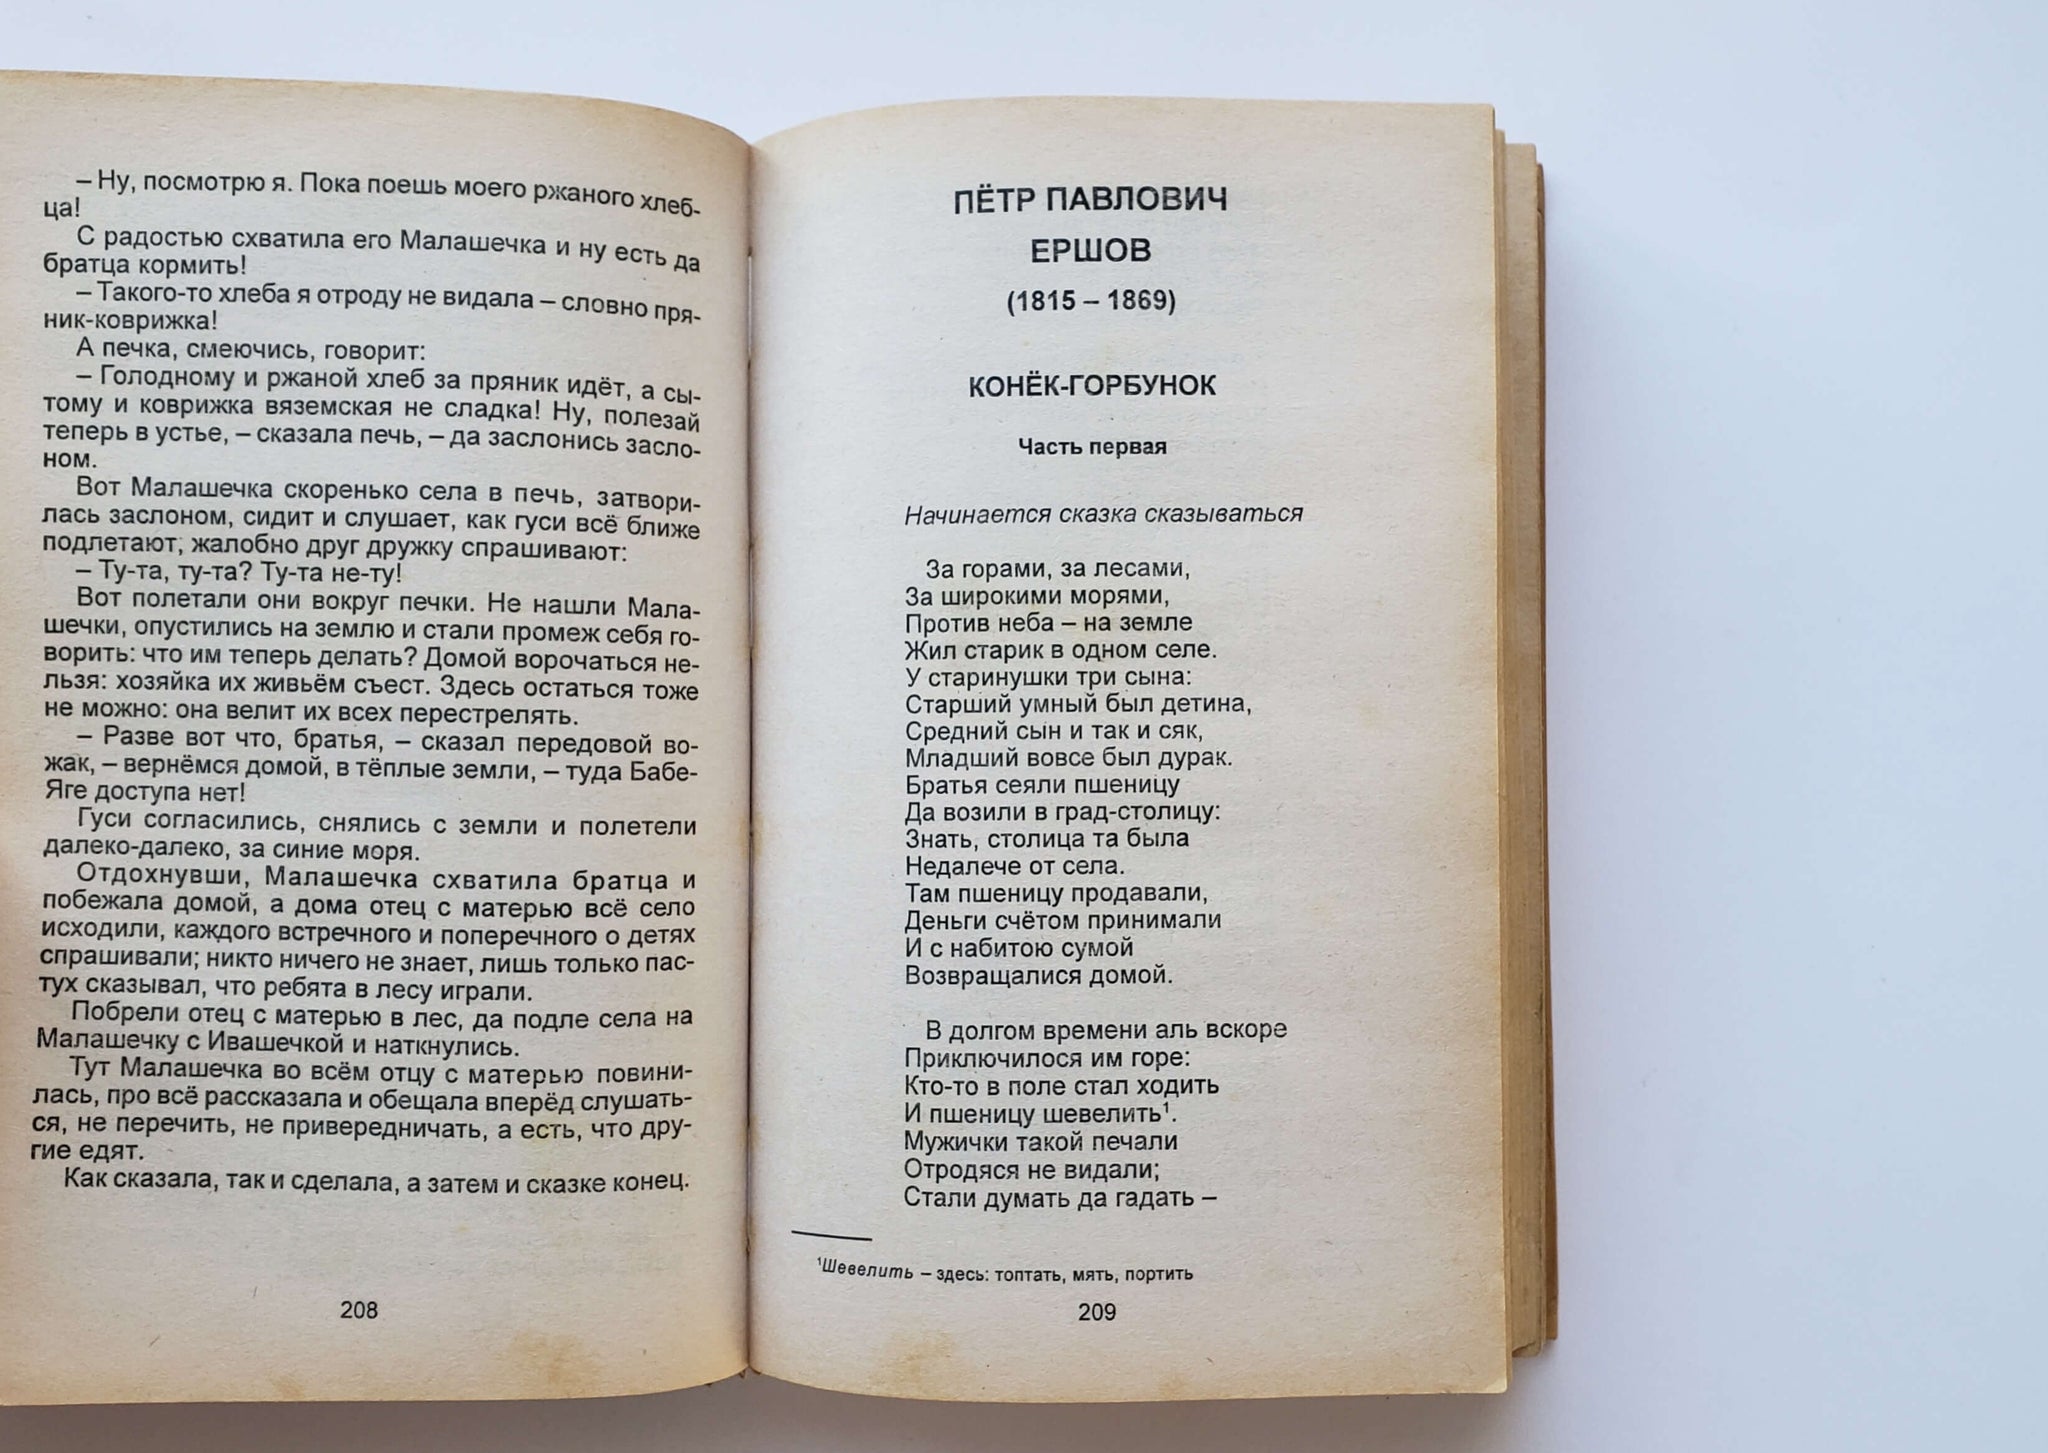 – Ну, посмотрю я. Пока поешь моего ржаного хлеб-
ца!
С радостью схватила его Малашечка и ну есть да
братца кормить!
– Такого-то хлеба я отроду не видала – словно пря-
ник-коврижка!
А печка, смеючись, говорит:
– Голодному и ржаной хлеб за пряник идёт, а сы-
тому и коврижка вяземская не сладка! Ну, полезай
теперь в устье, – сказала печь, – да заслонись засло-
ном.
Вот Малашечка скоренько села в печь, затвори-
лась заслоном, сидит и слушает, как гуси всё ближе
подлетают, жалобно друг дружку спрашивают:
– Ту-та, ту-та? Ту-та не-ту!
Вот полетали они вокруг печки. Не нашли Мала-
шечки, опустились на землю и стали промеж себя го-
ворить: что им теперь делать? Домой ворочаться не-
льзя: хозяйка их живьём съест. Здесь остаться тоже
не можно: она велит их всех перестрелять.
– Разве вот что, братья, – сказал передовой во-
жак, – вернёмся домой, в тёплые земли, – туда Бабе-
Яге доступа нет!
Гуси согласились, снялись с земли и полетели
далеко-далеко, за синие моря.
Отдохнувши, Малашечка схватила братца и
побежала домой, а дома отец с матерью всё село
исходили, каждого встречного и поперечного о детях
спрашивали; никто ничего не знает, лишь только пас-
тух сказывал, что ребята в лесу играли.
Побрели отец с матерью в лес, да подле села на
Малашечку с Ивашечкой и наткнулись.
Тут Малашечка во всём отцу с матерью повини-
лась, про всё рассказала и обещала вперёд слушать-
ся, не перечить, не привередничать, а есть, что дру-
гие едят.
Как сказала, так и сделала, а затем и сказке конец.
208
ПЁТР ПАВЛОВИЧ
ЕРШОВ
(1815 – 1869)
КОНЁК-ГОРБУНОК
Часть первая
Начинается сказка сказываться
За горами, за лесами,
За широкими морями,
Против неба – на земле
Жил старик в одном селе.
У старинушки три сына:
Старший умный был детина,
Средний сын и так и сяк,
Младший вовсе был дурак.
Братья сеяли пшеницу
Да возили в град-столицу:
Знать, столица та была
Недалече от села.
Там пшеницу продавали,
Деньги счётом принимали
И с набитою сумой
Возвращалися домой.
В долгом времени аль вскоре
Приключилося им горе:
Кто-то в поле стал ходить
И пшеницу шевелить¹.
Мужички такой печали
Отродяся не видали;
Стали думать да гадать –
¹Шевелить – здесь: топтать, мять, портить
209